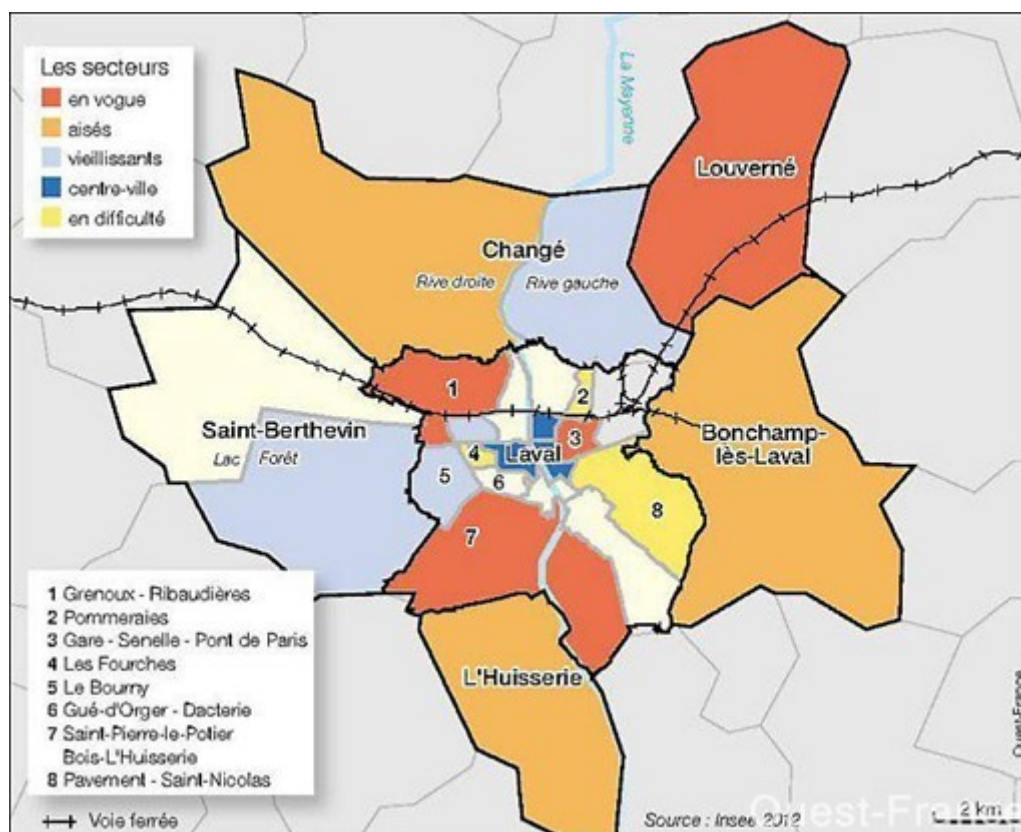 Les secteurs
en vogue
aisés
vieillissants
centre-ville
en difficulté
La Mayenne
Louverné
Changé
Rive droite
Rive gauche
1
2
Saint-Berthevin
Lac Forêt
3
Laval
4
Bonchamp-
lès-Laval
5
6
8
7
L'Huisserie
1 Grenoux - Ribaudières
2 Pommeraies
3 Gare - Senelle - Pont de Paris
4 Les Fourches
5 Le Bourny
6 Gué-d'Orger - Dacterie
7 Saint-Pierre-le-Potier
Bois-L'Huisserie
8 Pavement - Saint-Nicolas
Voie ferrée
Source : Insee 2012
2 km
Ouest-France
Ouest-France